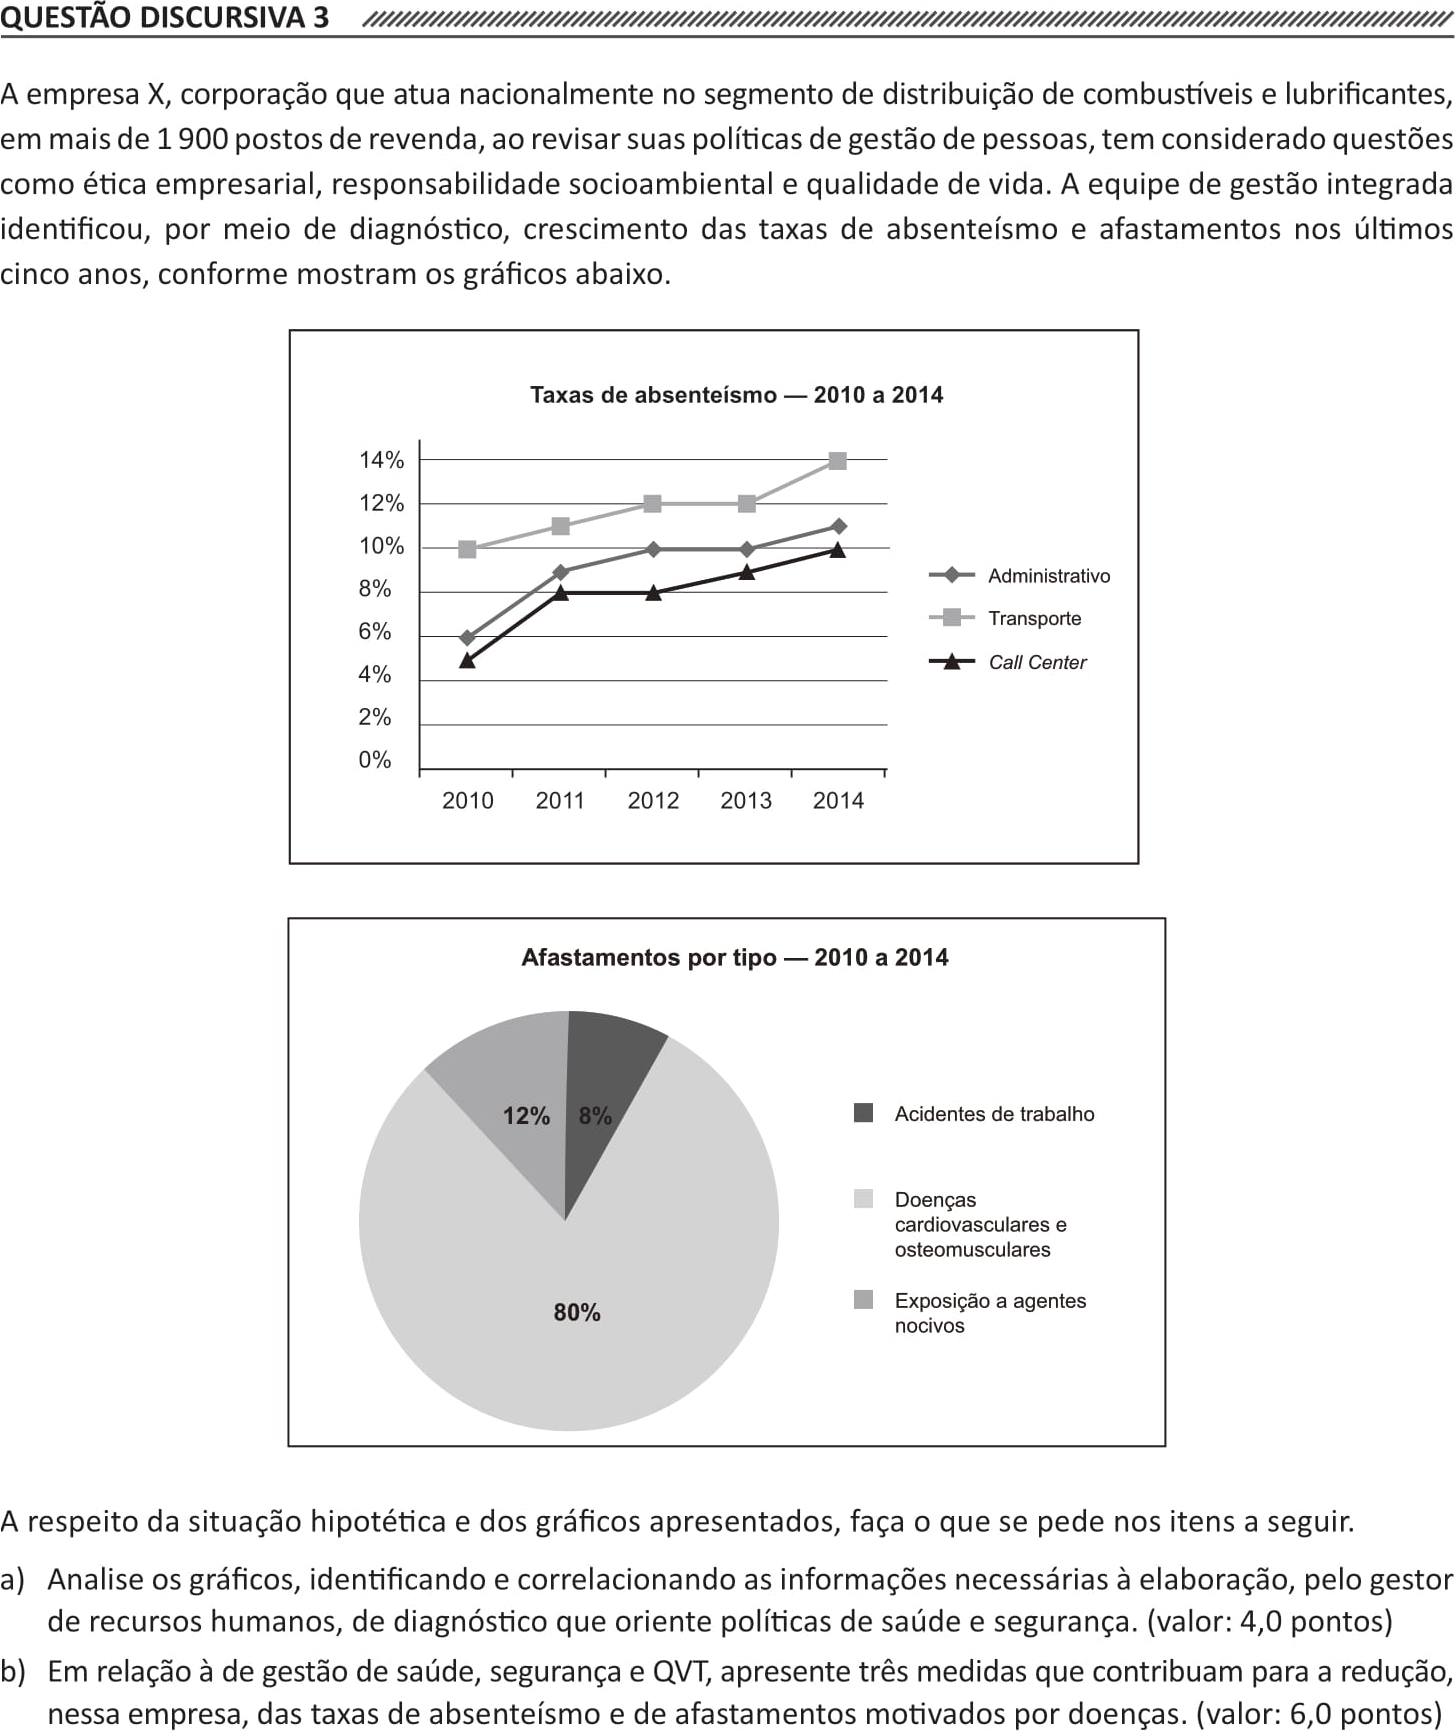 QUESTÃO DISCURSIVA 3
A empresa X, corporação que atua nacionalmente no segmento de distribuição de combustíveis e lubrificantes,
em mais de 1 900 postos de revenda, ao revisar suas políticas de gestão de pessoas, tem considerado questões
como ética empresarial, responsabilidade socioambiental e qualidade de vida. A equipe de gestão integrada
identificou, por meio de diagnóstico, crescimento das taxas de absenteísmo e afastamentos nos últimos
cinco anos, conforme mostram os gráficos abaixo.
Taxas de absenteísmo — 2010 a 2014
14%
12%
10%
8%
6%
4%
2%
0%
2010 2011 2012 2013 2014
Administrativo
Transporte
Call Center
Afastamentos por tipo — 2010 a 2014
12% 8%
80%
Acidentes de trabalho
Doenças
cardiovasculares e
osteomusculares
Exposição a agentes
nocivos
A respeito da situação hipotética e dos gráficos apresentados, faça o que se pede nos itens a seguir.
a) Analise os gráficos, identificando e correlacionando as informações necessárias à elaboração, pelo gestor
de recursos humanos, de diagnóstico que oriente políticas de saúde e segurança. (valor: 4,0 pontos)
b) Em relação à de gestão de saúde, segurança e QVT, apresente três medidas que contribuam para a redução,
nessa empresa, das taxas de absenteísmo e de afastamentos motivados por doenças. (valor: 6,0 pontos)